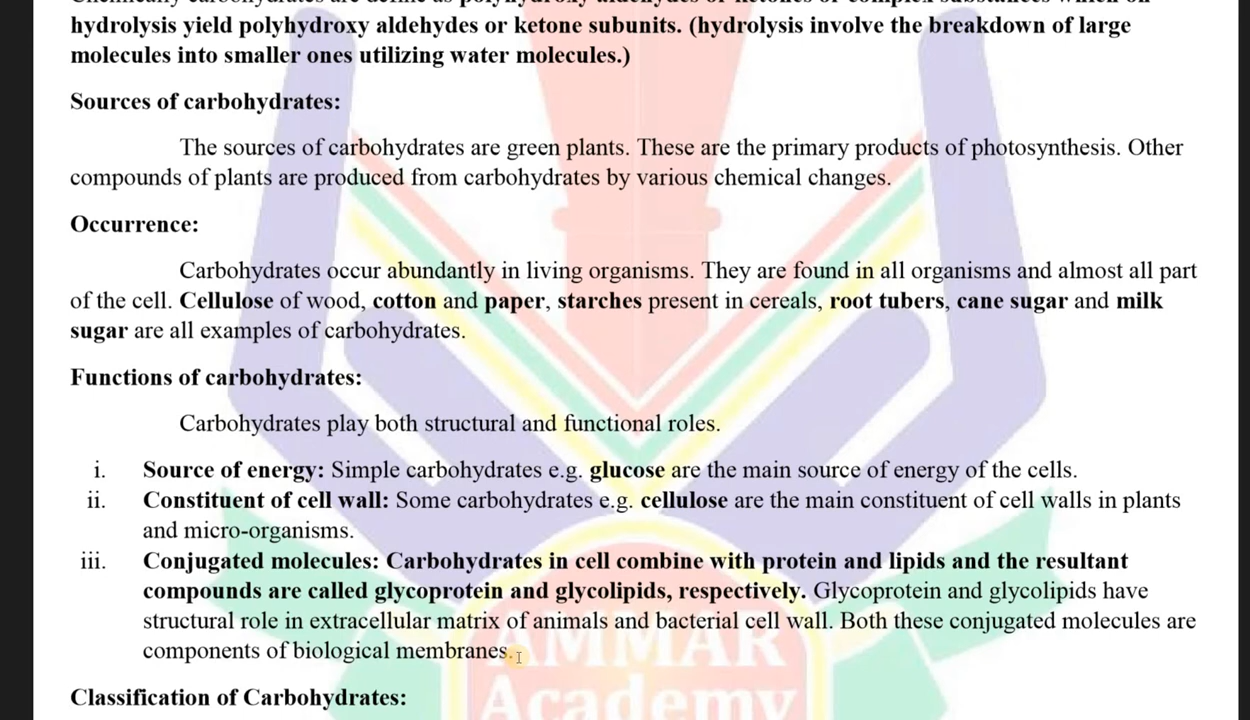 hydrolysis yield polyhydroxy aldehydes or ketone subunits. (hydrolysis involve the breakdown of large
molecules into smaller ones utilizing water molecules.)
Sources of carbohydrates:
The sources of carbohydrates are green plants. These are the primary products of photosynthesis. Other
compounds of plants are produced from carbohydrates by various chemical changes.
Occurrence:
Carbohydrates occur abundantly in living organisms. They are found in all organisms and almost all part
of the cell. Cellulose of wood, cotton and paper, starches present in cereals, root tubers, cane sugar and milk
sugar are all examples of carbohydrates.
Functions of carbohydrates:
Carbohydrates play both structural and functional roles.
i. Source of energy: Simple carbohydrates e.g. glucose are the main source of energy of the cells.
ii. Constituent of cell wall: Some carbohydrates e.g. cellulose are the main constituent of cell walls in plants
and micro-organisms.
iii. Conjugated molecules: Carbohydrates in cell combine with protein and lipids and the resultant
compounds are called glycoprotein and glycolipids, respectively. Glycoprotein and glycolipids have
structural role in extracellular matrix of animals and bacterial cell wall. Both these conjugated molecules are
components of biological membranes.
AMMAR
Academy
Classification of Carbohydrates: